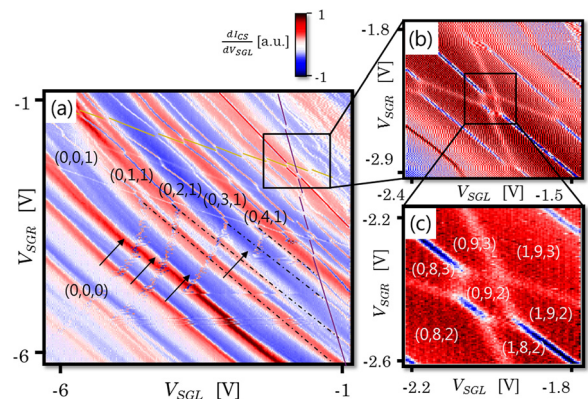 dI_CS/dV_SGL [a.u.]
1
-1
(a)
-1
-6
V_SGR [V]
(0,0,1)
(0,1,1)
(0,2,1)
(0,3,1)
(0,4,1)
(0,0,0)
-6
-1
V_SGL [V]
(b)
-1.8
-2.9
V_SGR [V]
-2.4
-1.5
V_SGL [V]
(c)
-2.2
-2.6
V_SGR [V]
(0,9,3)
(1,9,3)
(0,8,3)
(0,9,2)
(1,9,2)
(0,8,2)
(1,8,2)
-2.2
-1.8
V_SGL [V]